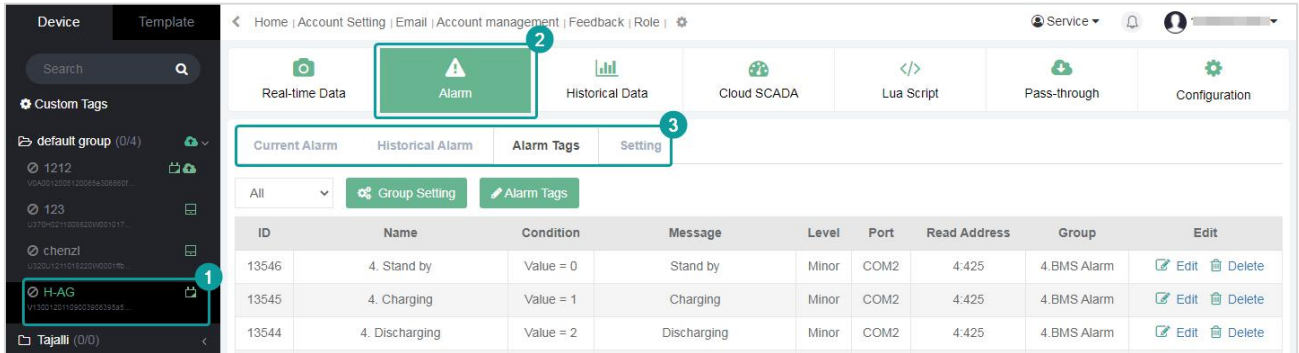 Device Template
Home | Account Setting | Email | Account management | Feedback | Role |
Service
2
Search
Real-time Data
Alarm
Historical Data
Cloud SCADA
Lua Script
Pass-through
Configuration
Custom Tags
default group (0/4)
3
Current Alarm Historical Alarm Alarm Tags Setting
1212
All Group Setting Alarm Tags
123
ID Name Condition Message Level Port Read Address Group Edit
chenzl
13546 4. Stand by Value = 0 Stand by Minor COM2 4:425 4.BMS Alarm Edit Delete
1
H-AG
13545 4. Charging Value = 1 Charging Minor COM2 4:425 4.BMS Alarm Edit Delete
13544 4. Discharging Value = 2 Discharging Minor COM2 4:425 4.BMS Alarm Edit Delete
Tajalli (0/0)